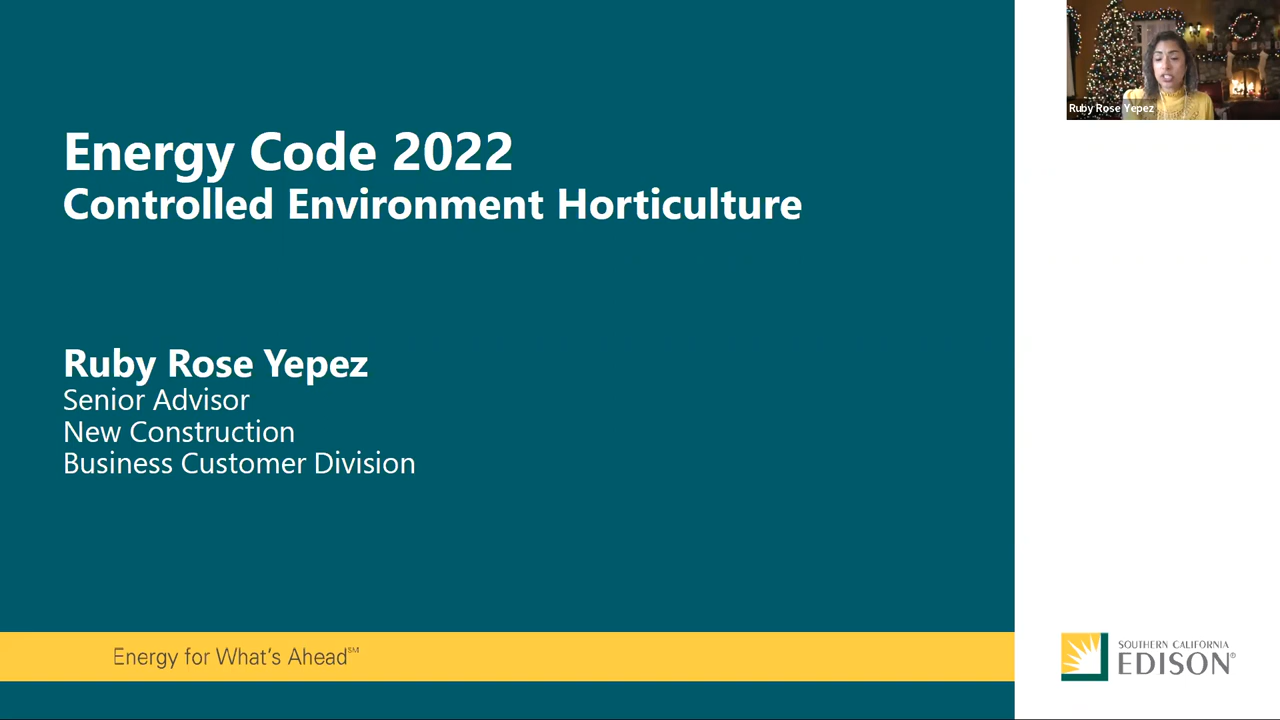 Ruby Rose Yepez
Energy Code 2022
Controlled Environment Horticulture
Ruby Rose Yepez
Senior Advisor
New Construction
Business Customer Division
Energy for What's Ahead℠
SOUTHERN CALIFORNIA
EDISON®